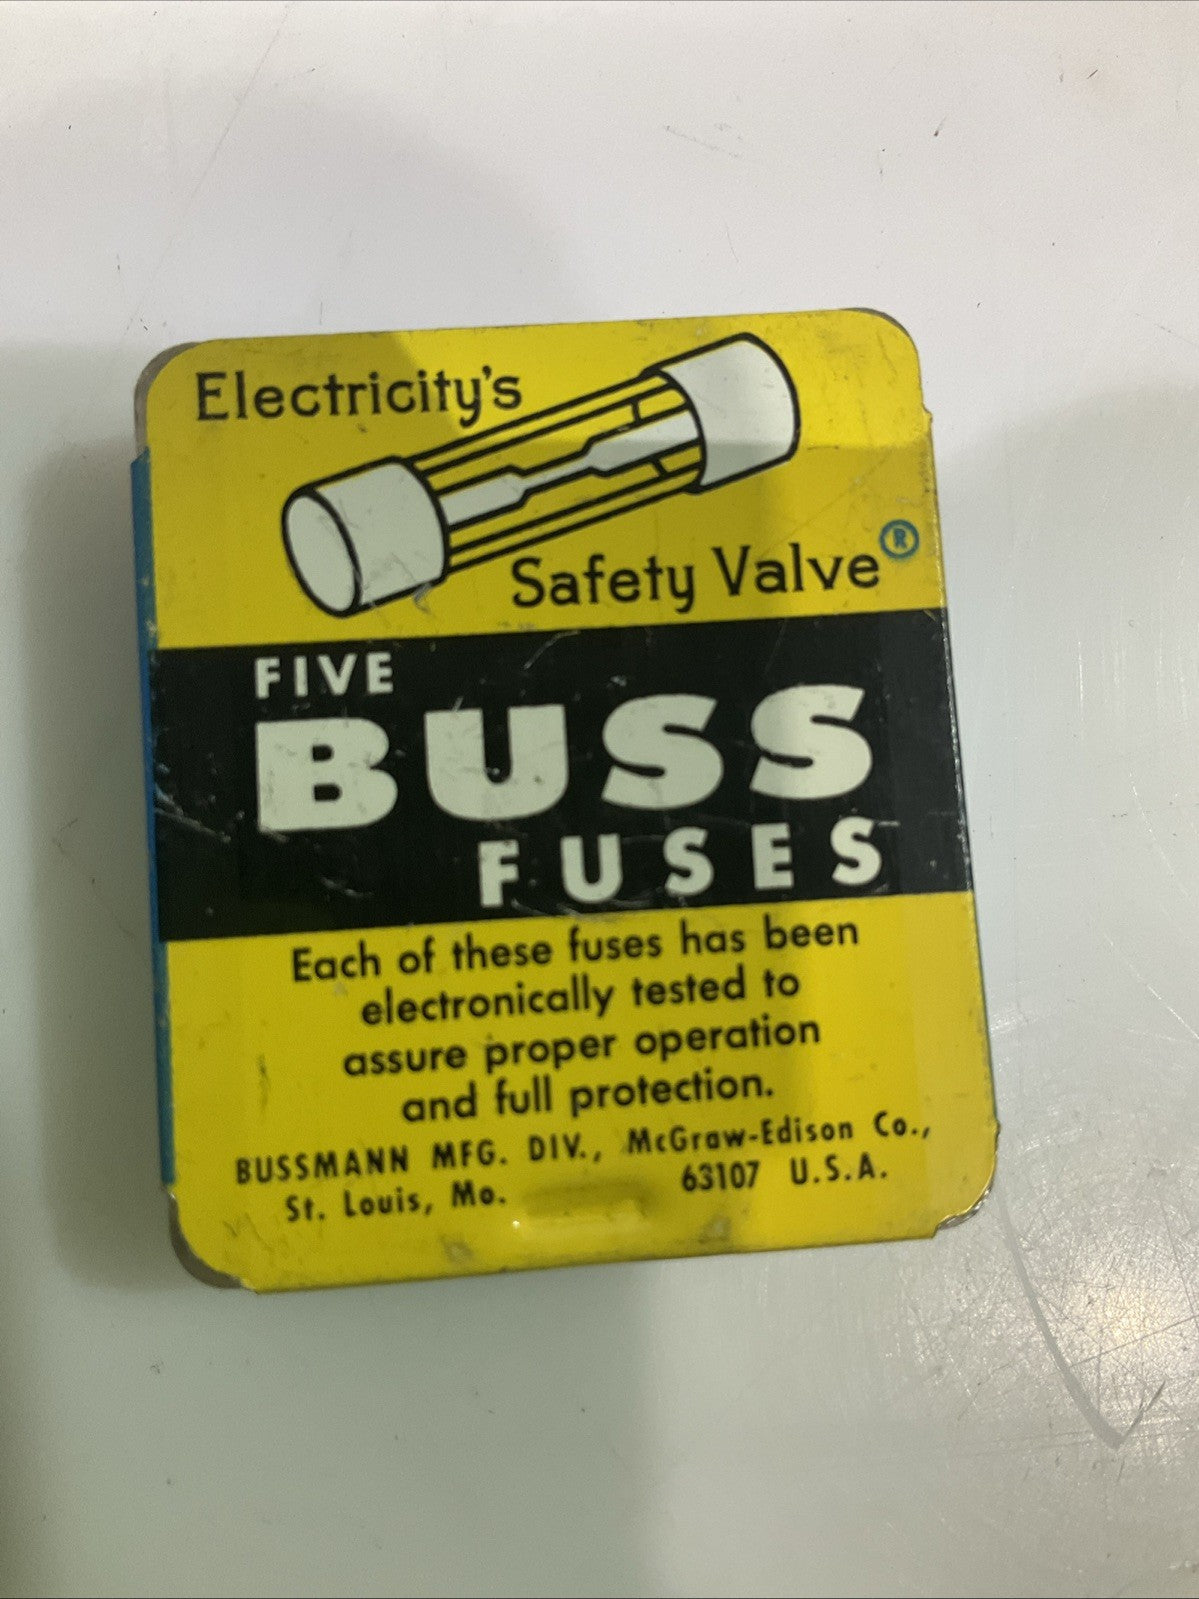 Electricity's
Safety Valve®
FIVE
BUSS
FUSES
Each of these fuses has been
electronically tested to
assure proper operation
and full protection.
BUSSMANN MFG. DIV., McGraw-Edison Co.,
St. Louis, Mo. 63107 U.S.A.